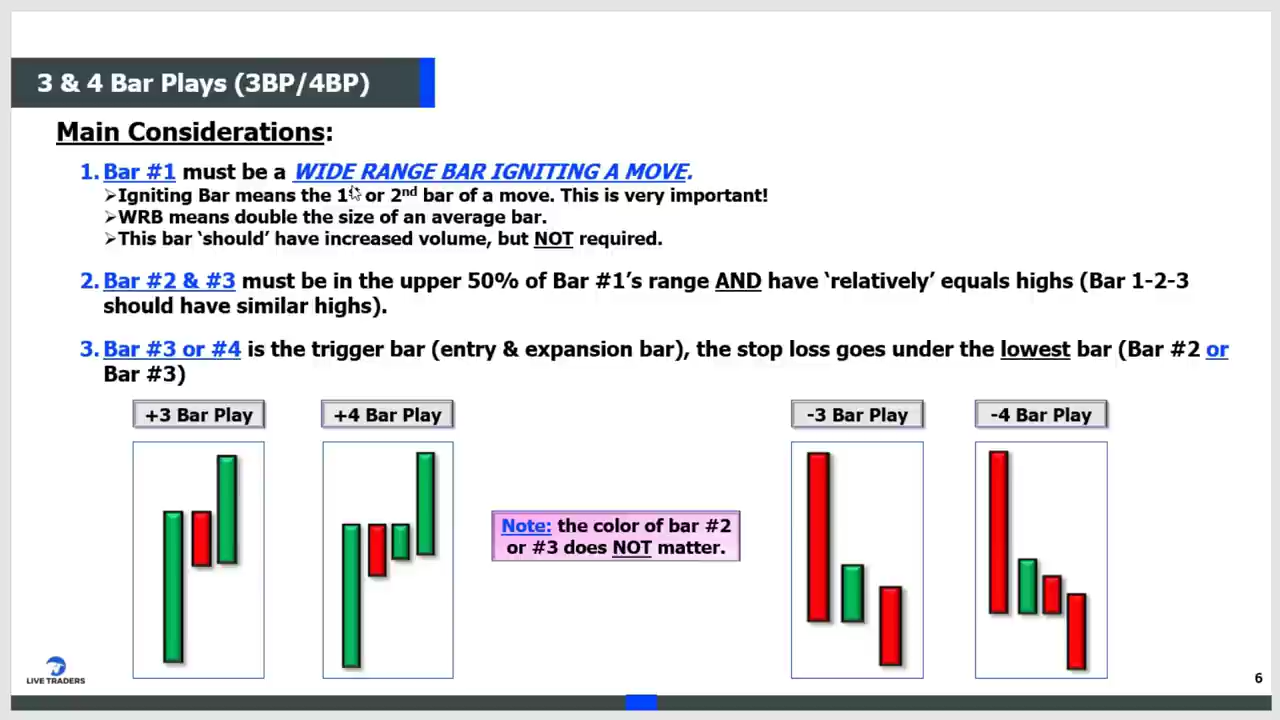 3 & 4 Bar Plays (3BP/4BP)
Main Considerations:
1. Bar #1 must be a WIDE RANGE BAR IGNITING A MOVE.
➢Igniting Bar means the 1st or 2nd bar of a move. This is very important!
➢WRB means double the size of an average bar.
➢This bar ‘should’ have increased volume, but NOT required.
2. Bar #2 & #3 must be in the upper 50% of Bar #1’s range AND have ‘relatively’ equals highs (Bar 1-2-3
should have similar highs).
3. Bar #3 or #4 is the trigger bar (entry & expansion bar), the stop loss goes under the lowest bar (Bar #2 or
Bar #3)
+3 Bar Play
+4 Bar Play
-3 Bar Play
-4 Bar Play
Note: the color of bar #2
or #3 does NOT matter.
LIVE TRADERS
6